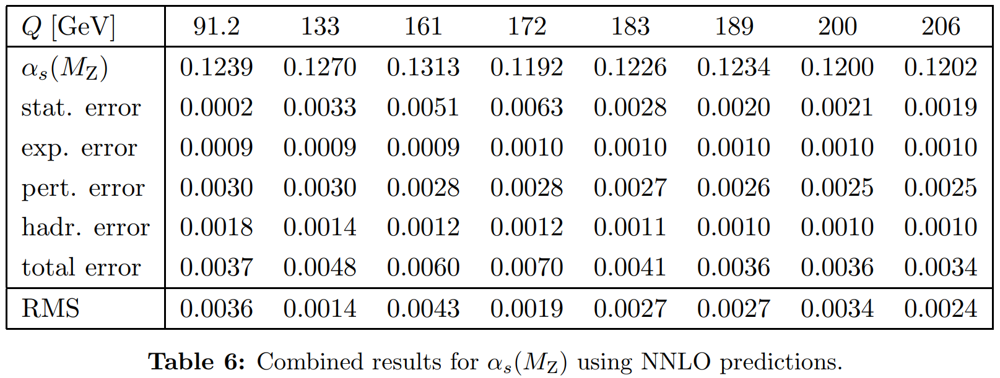 Q [GeV] 91.2 133 161 172 183 189 200 206
αs(MZ) 0.1239 0.1270 0.1313 0.1192 0.1226 0.1234 0.1200 0.1202
stat. error 0.0002 0.0033 0.0051 0.0063 0.0028 0.0020 0.0021 0.0019
exp. error 0.0009 0.0009 0.0009 0.0010 0.0010 0.0010 0.0010 0.0010
pert. error 0.0030 0.0030 0.0028 0.0028 0.0027 0.0026 0.0025 0.0025
hadr. error 0.0018 0.0014 0.0012 0.0012 0.0011 0.0010 0.0010 0.0010
total error 0.0037 0.0048 0.0060 0.0070 0.0041 0.0036 0.0036 0.0034
RMS 0.0036 0.0014 0.0043 0.0019 0.0027 0.0027 0.0034 0.0024
Table 6: Combined results for αs(MZ) using NNLO predictions.